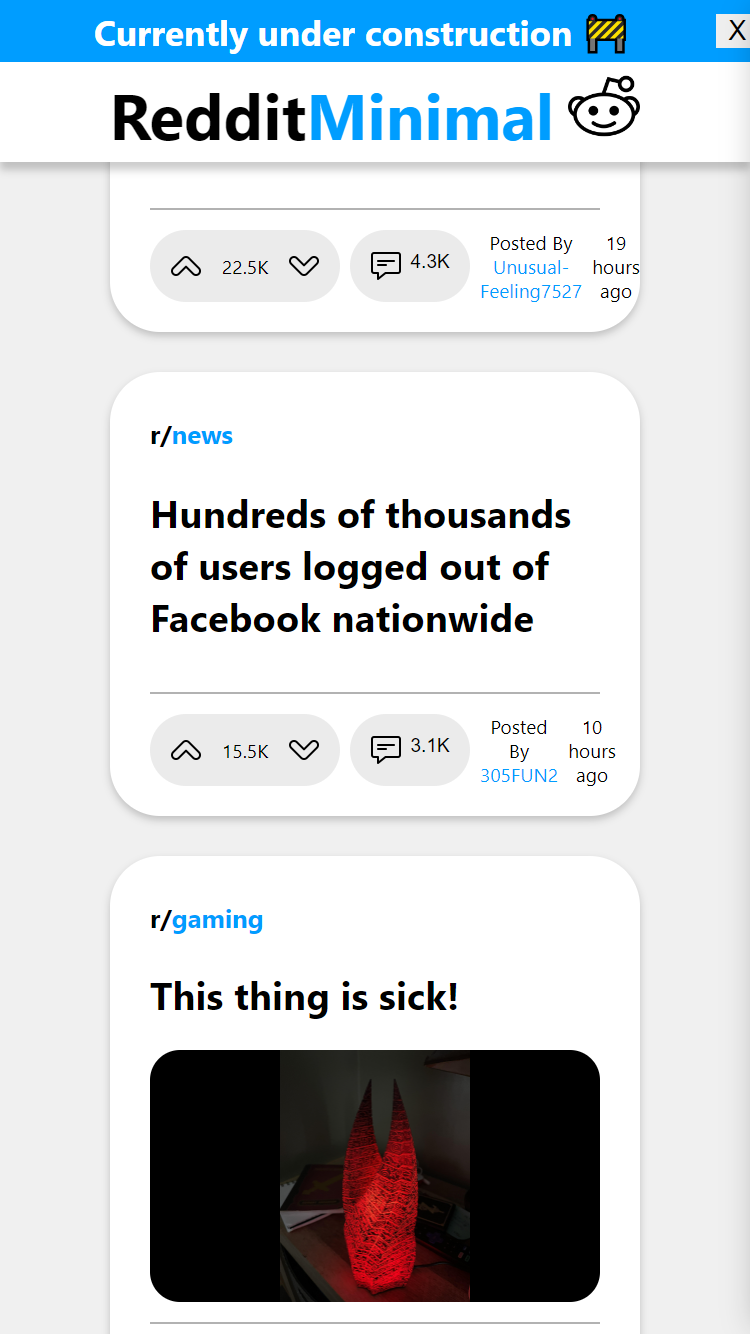 Currently under construction 🚧
X
RedditMinimal
22.5K
4.3K
Posted By
Unusual-
Feeling7527
19
hours
ago
r/news
Hundreds of thousands
of users logged out of
Facebook nationwide
15.5K
3.1K
Posted
By
305FUN2
10
hours
ago
r/gaming
This thing is sick!